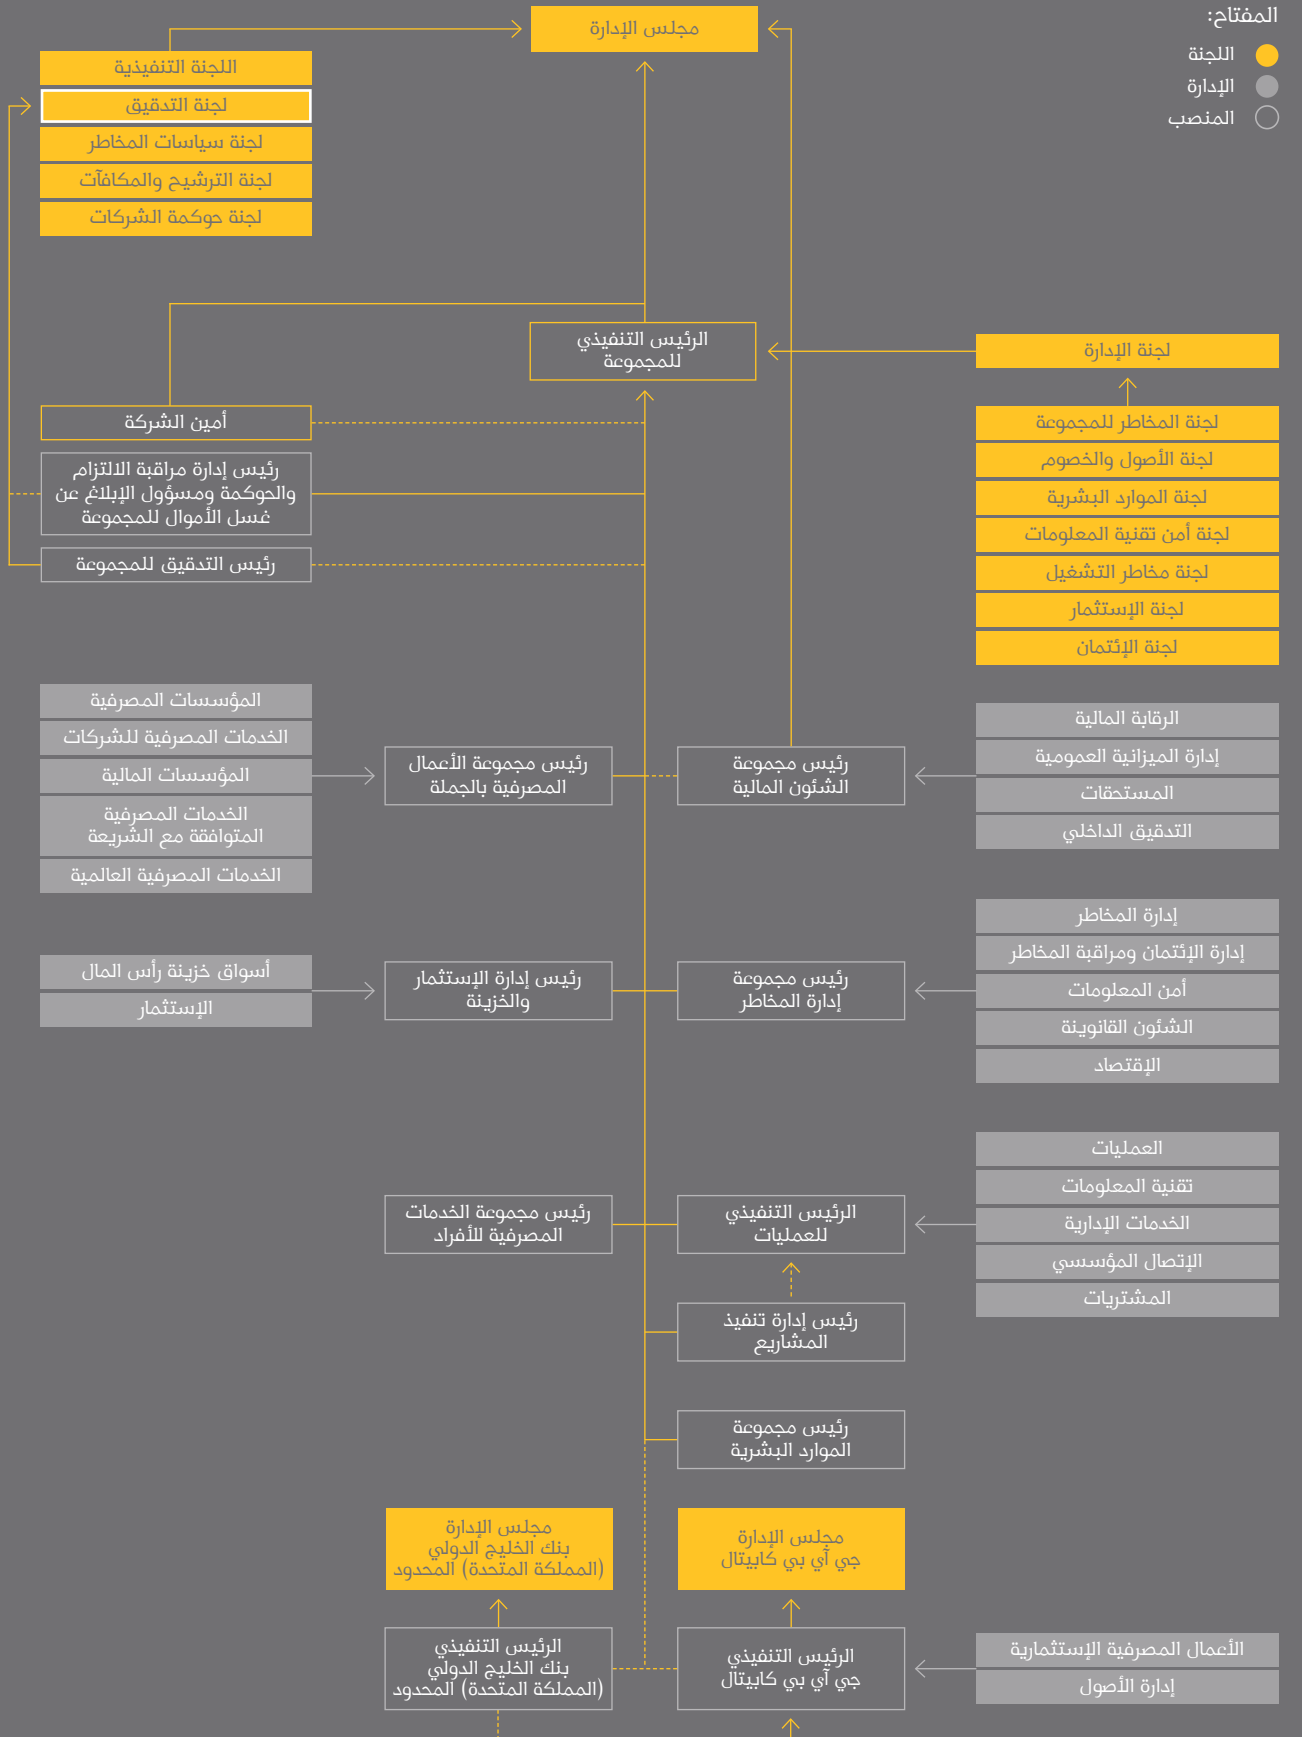 المفتاح:
اللجنة
الإدارة
المنصب
مجلس الإدارة
اللجنة التنفيذية
لجنة التدقيق
لجنة سياسات المخاطر
لجنة الترشيح والمكافآت
لجنة حوكمة الشركات
الرئيس التنفيذي
للمجموعة
لجنة الإدارة
لجنة المخاطر للمجموعة
لجنة الأصول والخصوم
لجنة الموارد البشرية
لجنة أمن تقنية المعلومات
لجنة مخاطر التشغيل
لجنة الإستثمار
لجنة الإئتمان
أمين الشركة
رئيس إدارة مراقبة الالتزام
والحوكمة ومسؤول الإبلاغ عن
غسل الأموال للمجموعة
رئيس التدقيق للمجموعة
الرقابة المالية
إدارة الميزانية العمومية
المستحقات
التدقيق الداخلي
رئيس مجموعة
الشئون المالية
رئيس مجموعة الأعمال
المصرفية بالجملة
المؤسسات المصرفية
الخدمات المصرفية للشركات
المؤسسات المالية
الخدمات المصرفية
المتوافقة مع الشريعة
الخدمات المصرفية العالمية
إدارة المخاطر
إدارة الإئتمان ومراقبة المخاطر
أمن المعلومات
الشئون القانوينة
الإقتصاد
رئيس مجموعة
إدارة المخاطر
رئيس إدارة الإستثمار
والخزينة
أسواق خزينة رأس المال
الإستثمار
العمليات
تقنية المعلومات
الخدمات الإدارية
الإتصال المؤسسي
المشتريات
الرئيس التنفيذي
للعمليات
رئيس مجموعة الخدمات
المصرفية للأفراد
رئيس إدارة تنفيذ
المشاريع
رئيس مجموعة
الموارد البشرية
مجلس الإدارة
جي آي بي كابيتال
مجلس الإدارة
بنك الخليج الدولي
(المملكة المتحدة) المحدود
الأعمال المصرفية الإستثمارية
إدارة الأصول
الرئيس التنفيذي
جي آي بي كابيتال
الرئيس التنفيذي
بنك الخليج الدولي
(المملكة المتحدة) المحدود